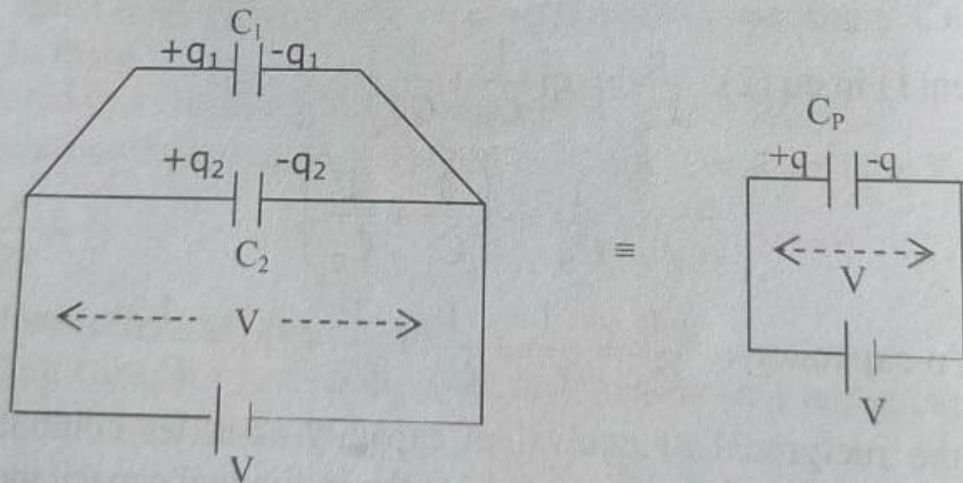 C₁
+q₁ -q₁
+q₂ -q₂
C₂
V
V
≡
Cₚ
+q -q
V
V